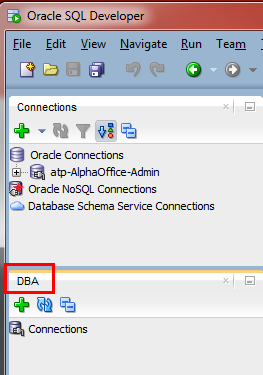 Oracle SQL Developer
File Edit View Navigate Run Team
Connections
Oracle Connections
atp-AlphaOffice-Admin
Oracle NoSQL Connections
Database Schema Service Connections
DBA
Connections